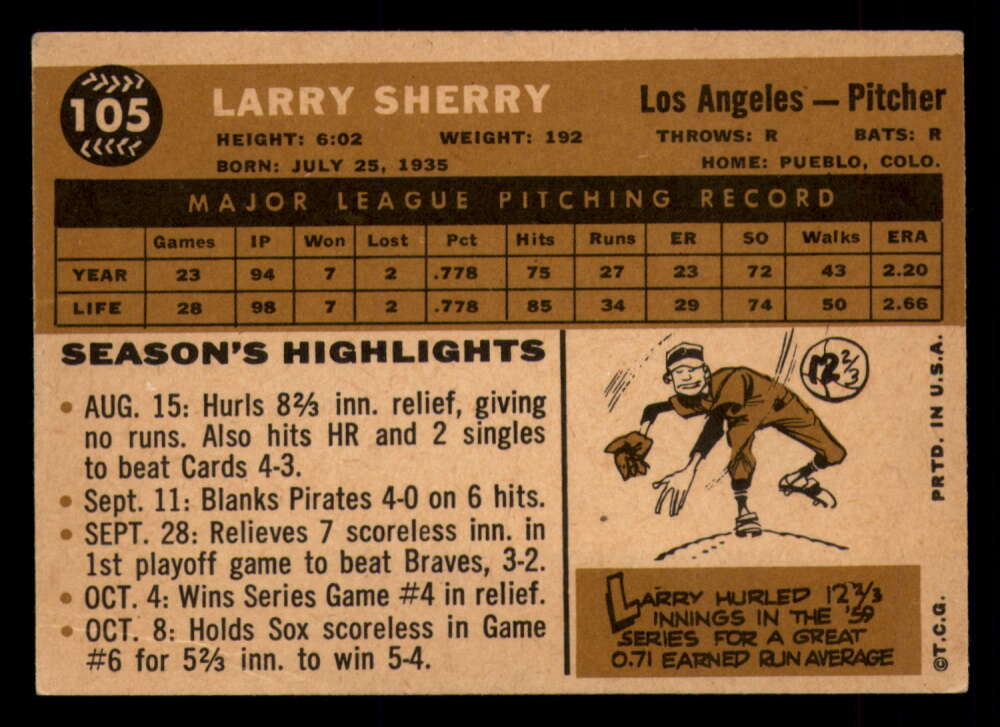 105
LARRY SHERRY
Los Angeles — Pitcher
HEIGHT: 6:02 WEIGHT: 192 THROWS: R BATS: R
BORN: JULY 25, 1935 HOME: PUEBLO, COLO.
MAJOR LEAGUE PITCHING RECORD
Games IP Won Lost Pct Hits Runs ER SO Walks ERA
YEAR 23 94 7 2 .778 75 27 23 72 43 2.20
LIFE 28 98 7 2 .778 85 34 29 74 50 2.66
SEASON'S HIGHLIGHTS
• AUG. 15: Hurls 8⅔ inn. relief, giving
no runs. Also hits HR and 2 singles
to beat Cards 4-3.
• Sept. 11: Blanks Pirates 4-0 on 6 hits.
• SEPT. 28: Relieves 7 scoreless inn. in
1st playoff game to beat Braves, 3-2.
• OCT. 4: Wins Series Game #4 in relief.
• OCT. 8: Holds Sox scoreless in Game
#6 for 5⅔ inn. to win 5-4.
12 2/3
LARRY HURLED 12 2/3
INNINGS IN THE '59
SERIES FOR A GREAT
0.71 EARNED RUN AVERAGE
PRTD. IN U.S.A.
©T.C.G.